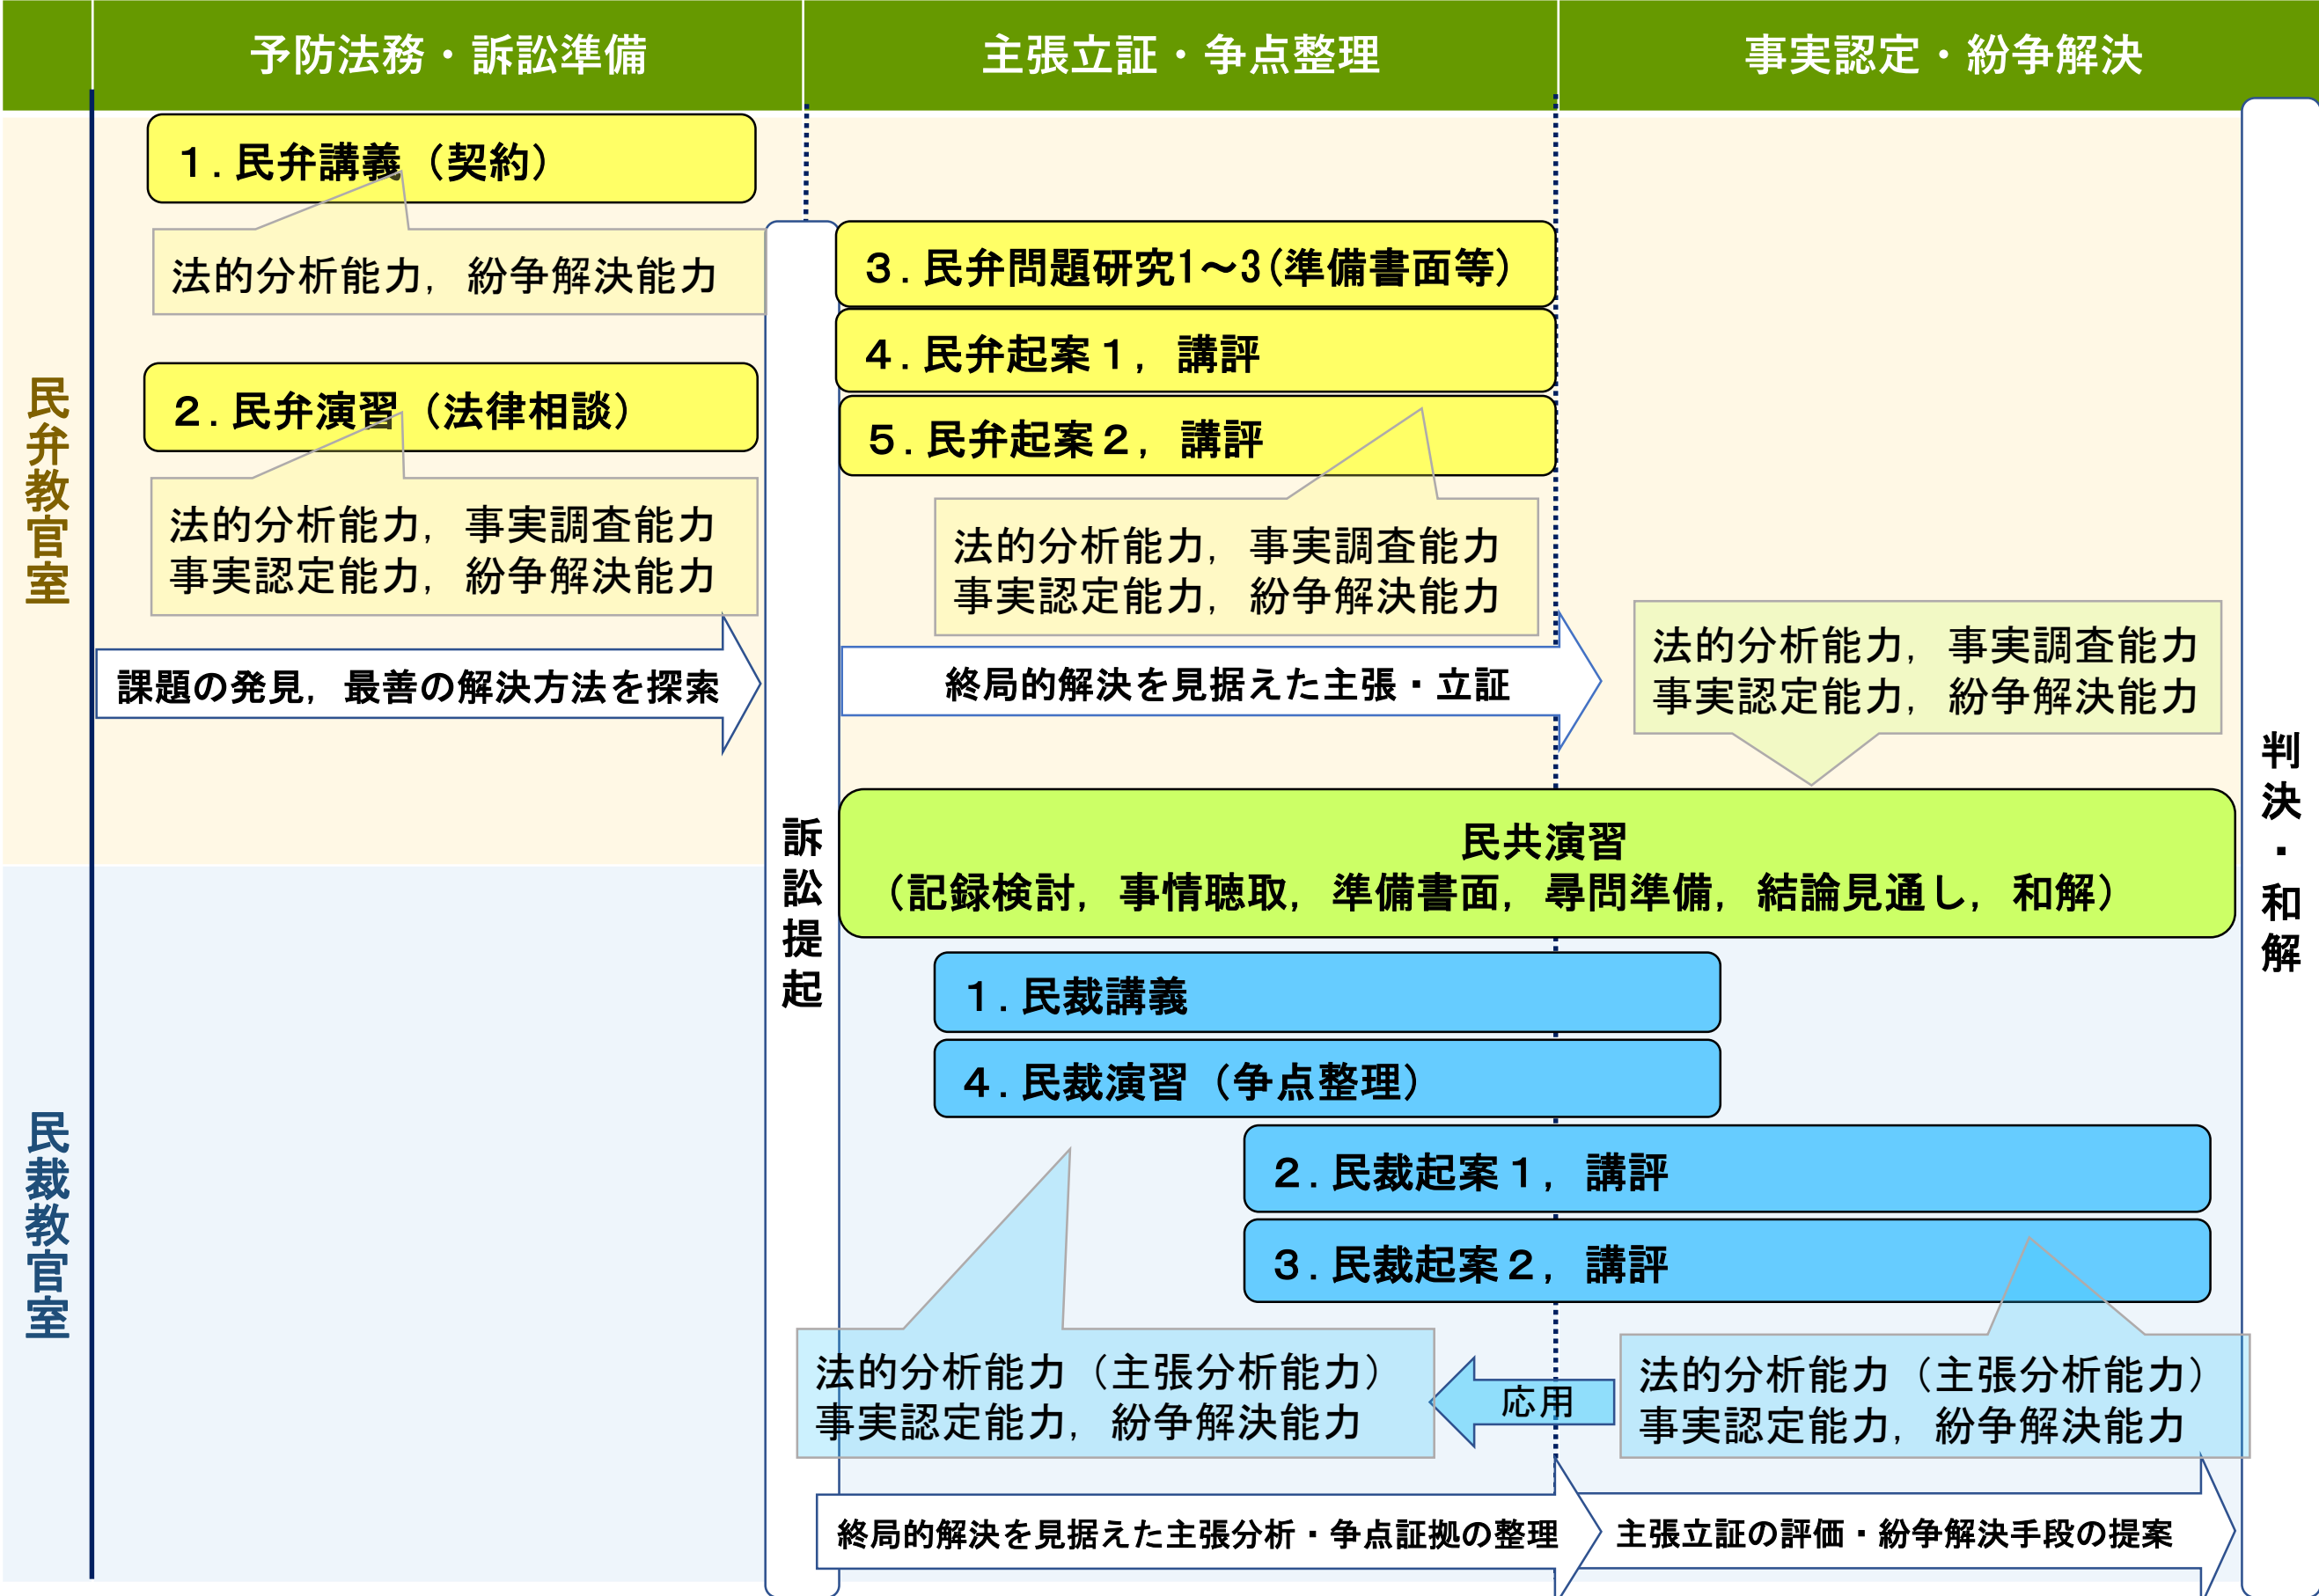 予防法務・訴訟準備
主張立証・争点整理
事実認定・紛争解決
民弁教官室
１．民弁講義（契約）
法的分析能力，紛争解決能力
２．民弁演習（法律相談）
法的分析能力，事実調査能力
事実認定能力，紛争解決能力
課題の発見，最善の解決方法を探索
訴訟提起
３．民弁問題研究1～3(準備書面等)
４．民弁起案１，講評
５．民弁起案２，講評
法的分析能力，事実調査能力
事実認定能力，紛争解決能力
終局的解決を見据えた主張・立証
法的分析能力，事実調査能力
事実認定能力，紛争解決能力
判決・和解
民共演習
（記録検討，事情聴取，準備書面，尋問準備，結論見通し，和解）
民裁教官室
１．民裁講義
４．民裁演習（争点整理）
２．民裁起案１，講評
３．民裁起案２，講評
法的分析能力（主張分析能力）
事実認定能力，紛争解決能力
応用
法的分析能力（主張分析能力）
事実認定能力，紛争解決能力
終局的解決を見据えた主張分析・争点証拠の整理
主張立証の評価・紛争解決手段の提案